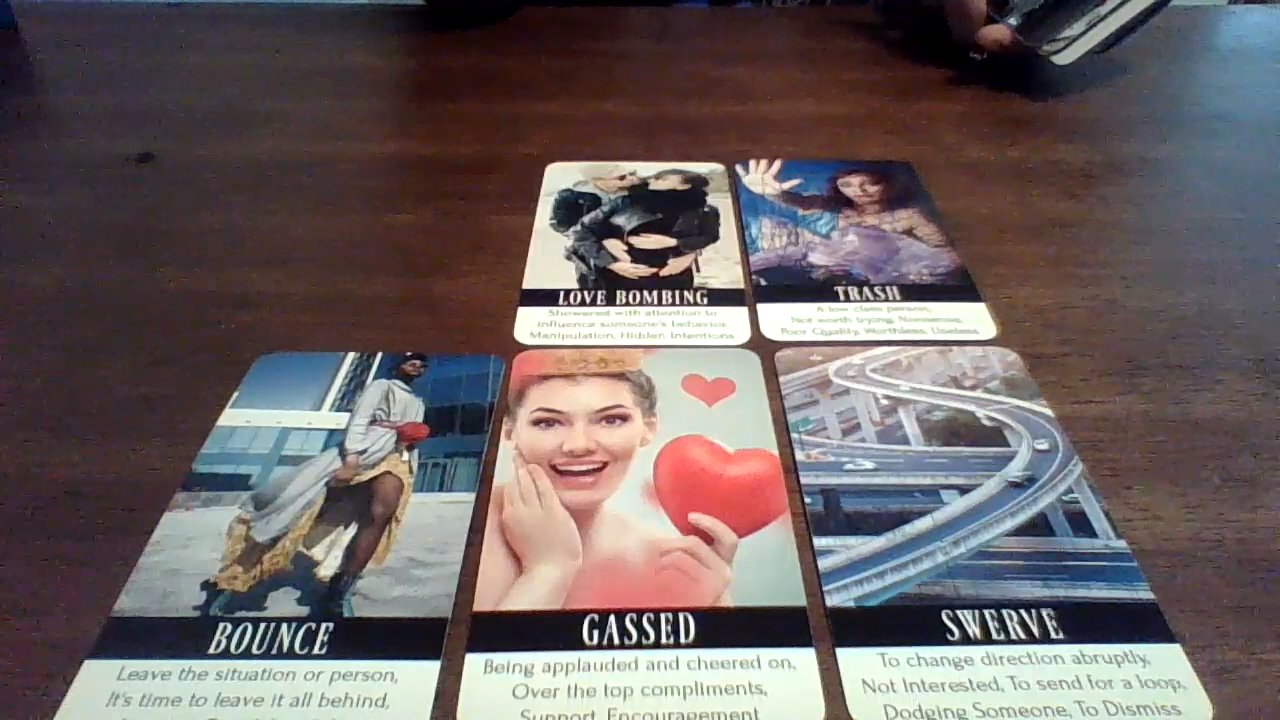 LOVE BOMBING
Showered with attention to
influence someone's behavior,
Manipulation, Hidden Intentions
TRASH
A low class person,
Not worth trying, Nonsense,
Poor Quality, Worthless, Useless
BOUNCE
Leave the situation or person,
It's time to leave it all behind,
GASSED
Being applauded and cheered on,
Over the top compliments,
Support, Encouragement
SWERVE
To change direction abruptly,
Not Interested, To send for a loop,
Dodging Someone, To Dismiss